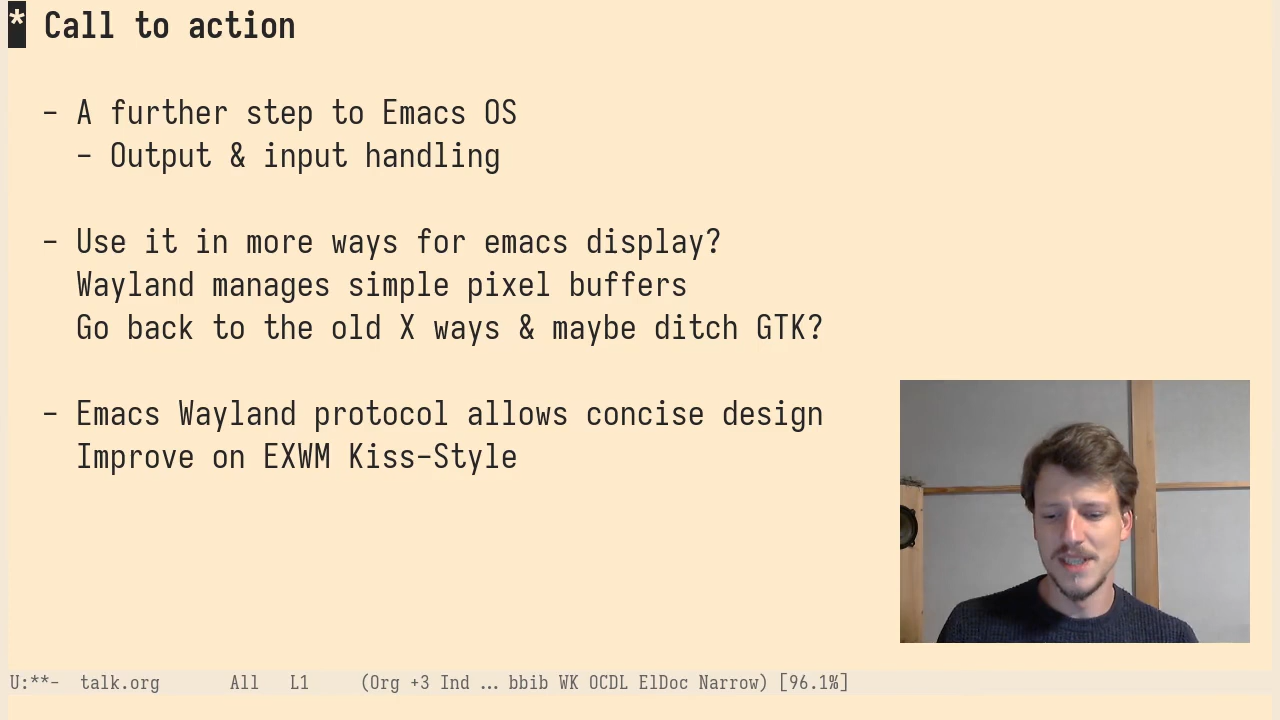 * Call to action
- A further step to Emacs OS
- Output & input handling
- Use it in more ways for emacs display?
Wayland manages simple pixel buffers
Go back to the old X ways & maybe ditch GTK?
- Emacs Wayland protocol allows concise design
Improve on EXWM Kiss-Style
U:**- talk.org All L1 (Org +3 Ind ... bbib WK OCDL ElDoc Narrow) [96.1%]